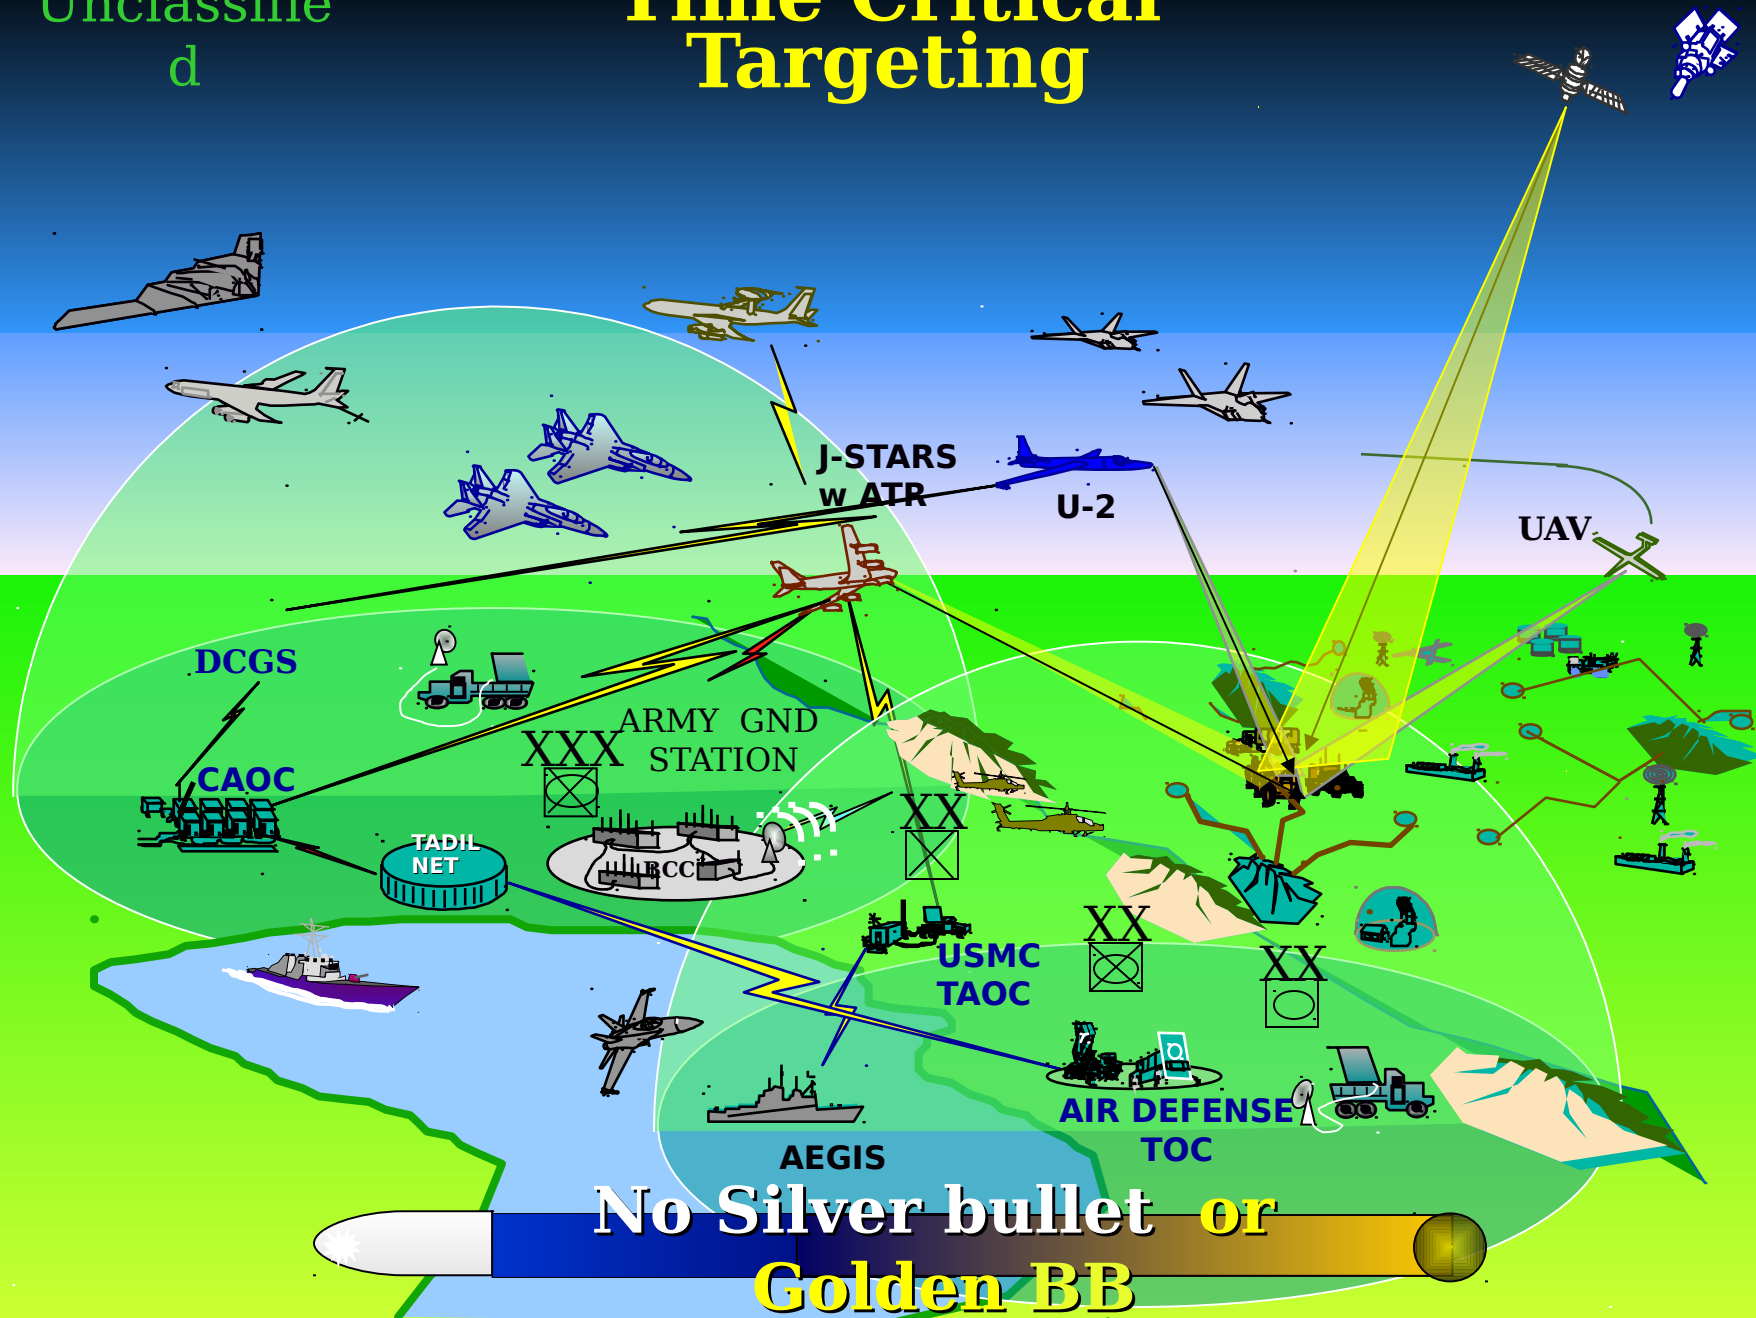 Unclassifie
d
Time Critical
Targeting
J-STARS
w ATR
U-2
UAV
DCGS
ARMY GND
STATION
XXX
CAOC
XX
TADIL
NET
BCC
USMC
TAOC
XX
XX
AIR DEFENSE
TOC
AEGIS
No Silver bullet or
Golden BB